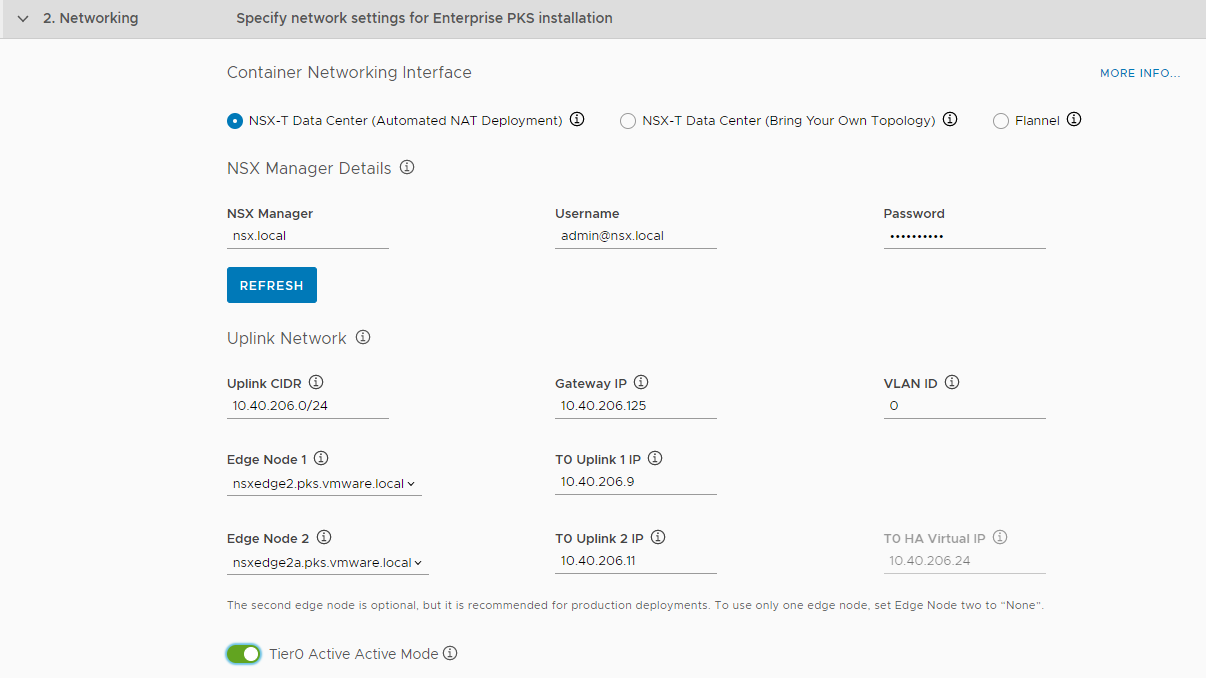 2. Networking Specify network settings for Enterprise PKS installation
Container Networking Interface MORE INFO...
NSX-T Data Center (Automated NAT Deployment) NSX-T Data Center (Bring Your Own Topology) Flannel
NSX Manager Details
NSX Manager Username Password
nsx.local admin@nsx.local ••••••••••
REFRESH
Uplink Network
Uplink CIDR Gateway IP VLAN ID
10.40.206.0/24 10.40.206.125 0
Edge Node 1 T0 Uplink 1 IP
nsxedge2.pks.vmware.local 10.40.206.9
Edge Node 2 T0 Uplink 2 IP T0 HA Virtual IP
nsxedge2a.pks.vmware.local 10.40.206.11 10.40.206.24
The second edge node is optional, but it is recommended for production deployments. To use only one edge node, set Edge Node two to “None”.
Tier0 Active Active Mode